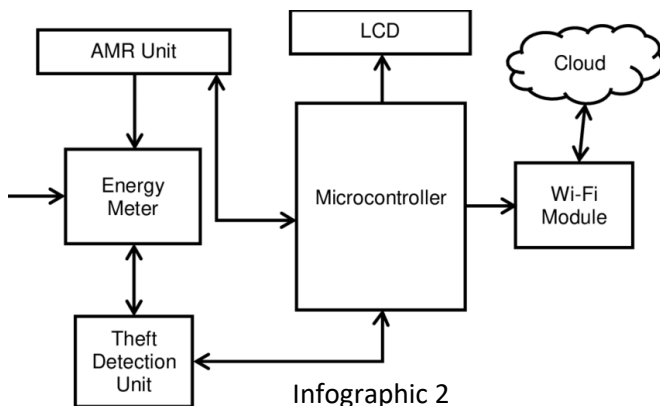 LCD
AMR Unit
Cloud
Energy
Meter
Microcontroller
Wi-Fi
Module
Theft
Detection
Unit
Infographic 2